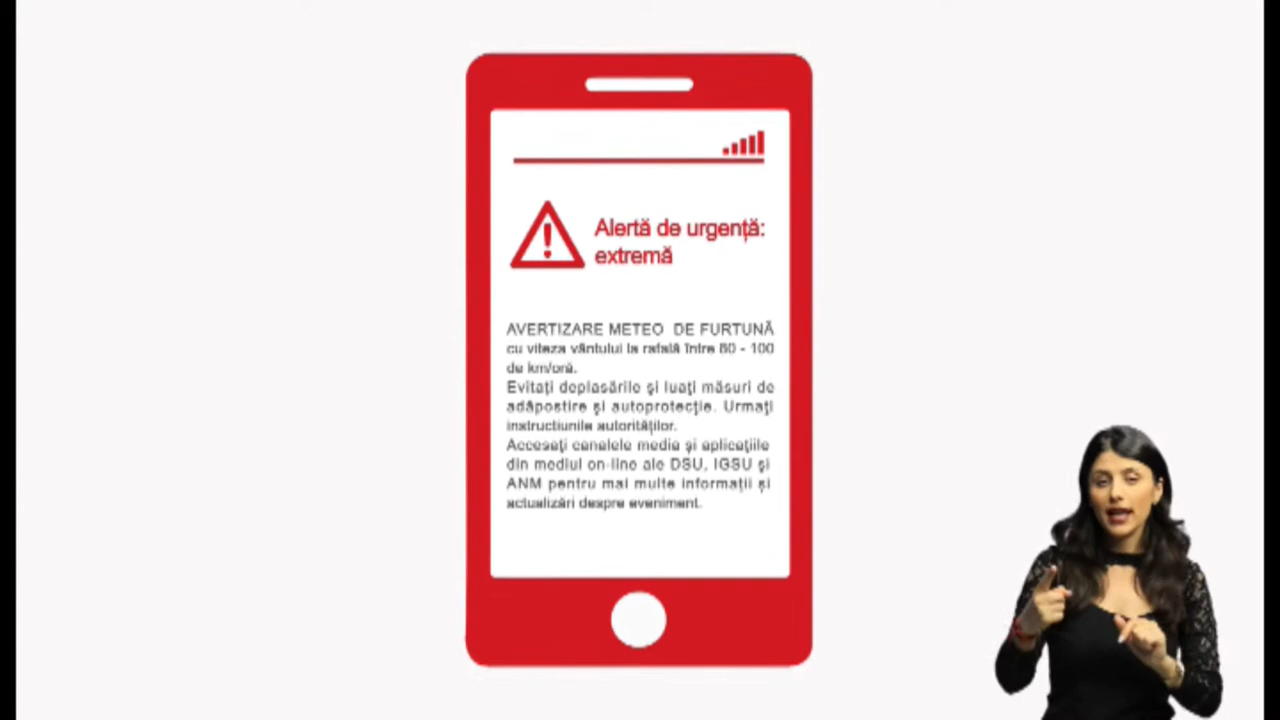 Alertă de urgență:
extremă
AVERTIZARE METEO DE FURTUNĂ
cu viteza vântului la rafală între 80 - 100
de km/oră.
Evitați deplasările și luați măsuri de
adăpostire și autoprotecție. Urmați
instrucțiunile autorităților.
Accesați canalele media și aplicațiile
din mediul on-line ale DSU, IGSU și
ANM pentru mai multe informații și
actualizări despre eveniment.